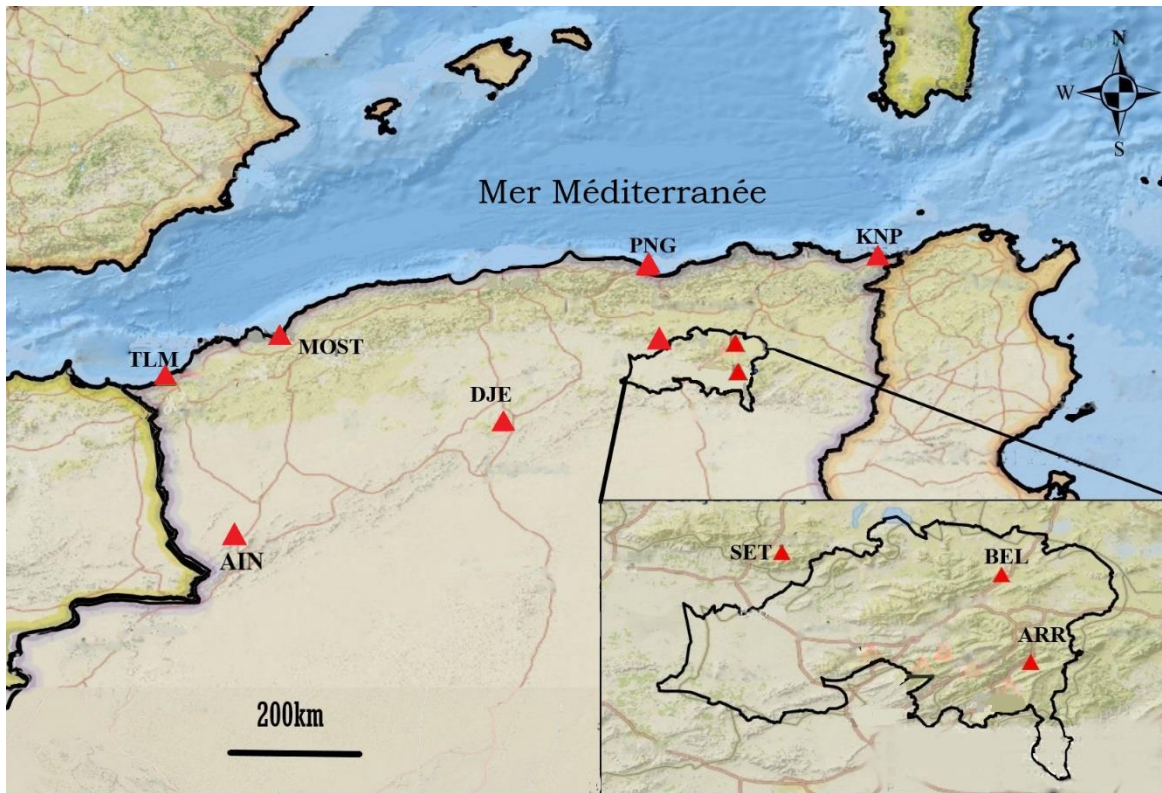 N
W
S
Mer Méditerranée
PNG
KNP
TLM
MOST
DJE
AIN
SET
BEL
ARR
200km